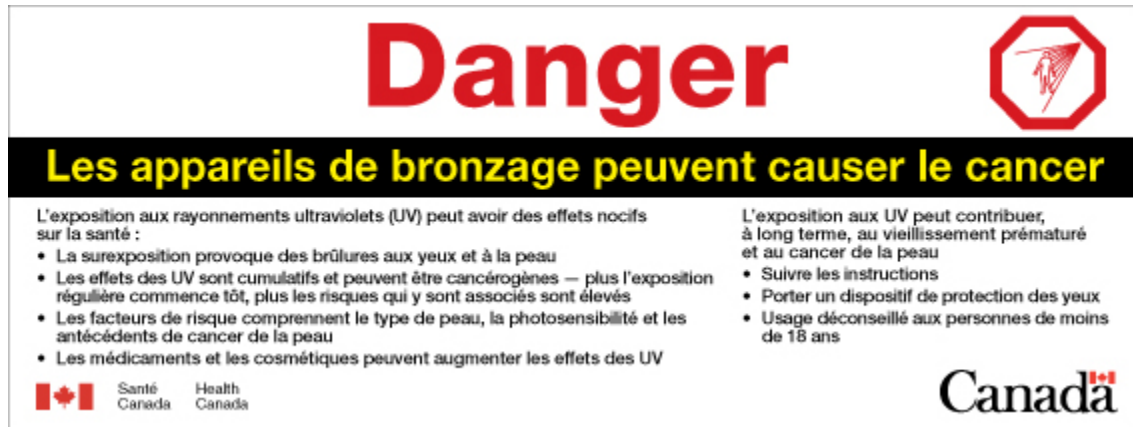 Danger
Les appareils de bronzage peuvent causer le cancer
L'exposition aux rayonnements ultraviolets (UV) peut avoir des effets nocifs
sur la santé :
• La surexposition provoque des brûlures aux yeux et à la peau
• Les effets des UV sont cumulatifs et peuvent être cancérogènes — plus l'exposition
régulière commence tôt, plus les risques qui y sont associés sont élevés
• Les facteurs de risque comprennent le type de peau, la photosensibilité et les
antécédents de cancer de la peau
• Les médicaments et les cosmétiques peuvent augmenter les effets des UV
L'exposition aux UV peut contribuer,
à long terme, au vieillissement prématuré
et au cancer de la peau
• Suivre les instructions
• Porter un dispositif de protection des yeux
• Usage déconseillé aux personnes de moins
de 18 ans
Santé
Canada
Health
Canada
Canada